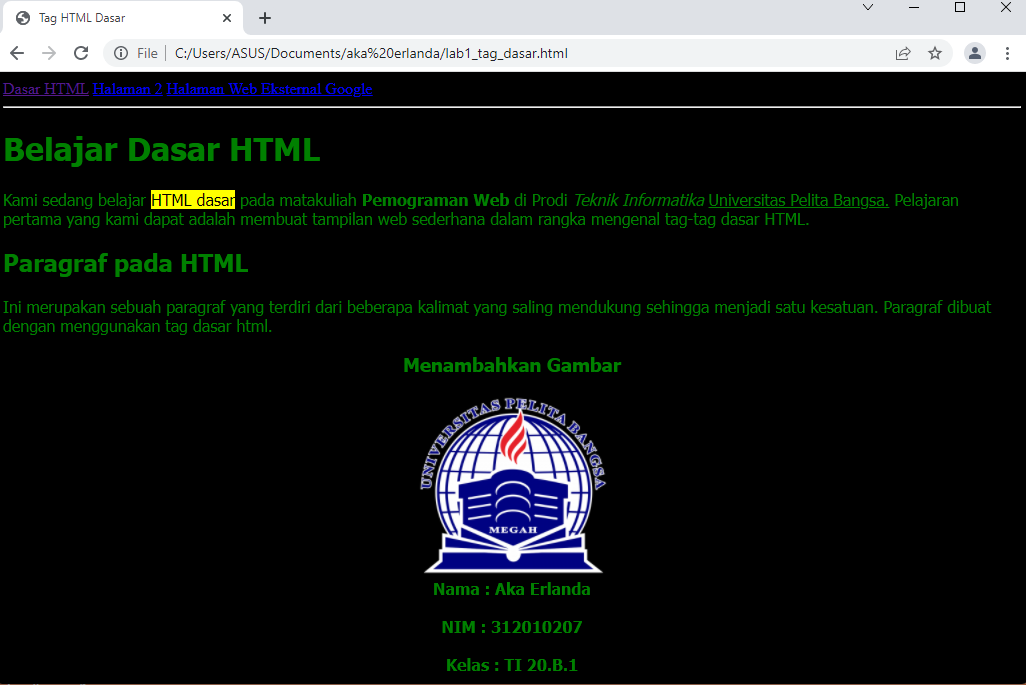 Tag HTML Dasar
File
C:/Users/ASUS/Documents/aka%20erlanda/lab1_tag_dasar.html
Dasar HTML Halaman 2 Halaman Web Eksternal Google
Belajar Dasar HTML
Kami sedang belajar HTML dasar pada matakuliah Pemograman Web di Prodi Teknik Informatika Universitas Pelita Bangsa. Pelajaran
pertama yang kami dapat adalah membuat tampilan web sederhana dalam rangka mengenal tag-tag dasar HTML.
Paragraf pada HTML
Ini merupakan sebuah paragraf yang terdiri dari beberapa kalimat yang saling mendukung sehingga menjadi satu kesatuan. Paragraf dibuat
dengan menggunakan tag dasar html.
Menambahkan Gambar
UNIVERSITAS PELITA BANGSA
MEGAH
Nama : Aka Erlanda
NIM : 312010207
Kelas : TI 20.B.1